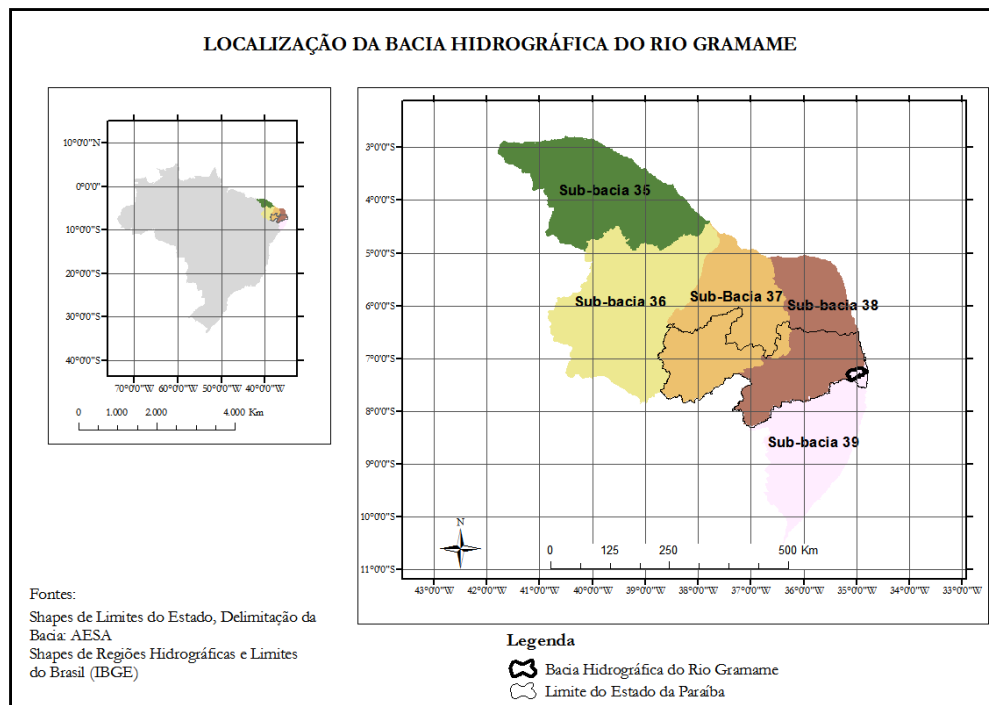 LOCALIZAÇÃO DA BACIA HIDROGRÁFICA DO RIO GRAMAME
10°0'0"N
0°0'0"
10°0'0"S
20°0'0"S
30°0'0"S
40°0'0"S
70°0'0"W 60°0'0"W 50°0'0"W 40°0'0"W
0 1.000 2.000 4.000 Km
3°0'0"S
4°0'0"S
5°0'0"S
6°0'0"S
7°0'0"S
8°0'0"S
9°0'0"S
10°0'0"S
11°0'0"S
Sub-bacia 35
Sub-bacia 36
Sub-Bacia 37
Sub-bacia 38
Sub-bacia 39
N
0 125 250 500 Km
43°0'0"W 42°0'0"W 41°0'0"W 40°0'0"W 39°0'0"W 38°0'0"W 37°0'0"W 36°0'0"W 35°0'0"W 34°0'0"W 33°0'0"W
Fontes:
Shapes de Limites do Estado, Delimitação da
Bacia: AESA
Shapes de Regiões Hidrográficas e Limites
do Brasil (IBGE)
Legenda
Bacia Hidrográfica do Rio Gramame
Limite do Estado da Paraíba